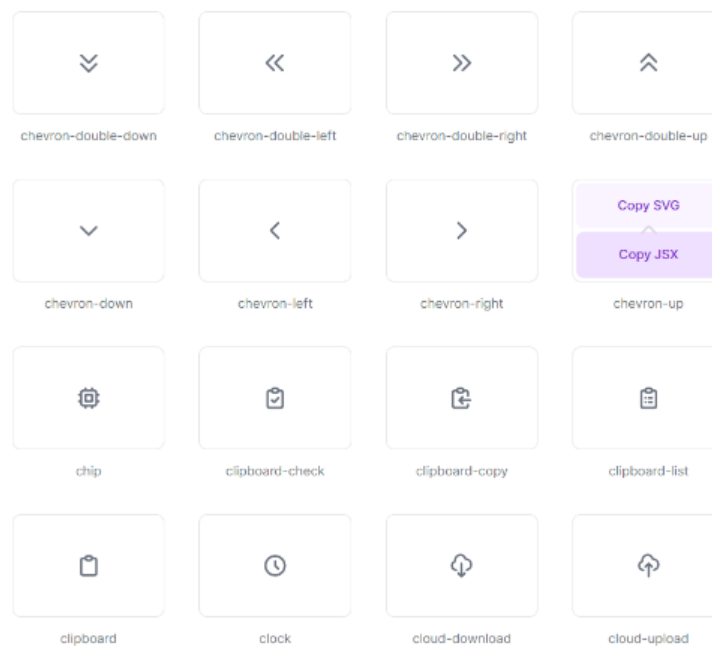 chevron-double-down
chevron-double-left
chevron-double-right
chevron-double-up
chevron-down
chevron-left
chevron-right
Copy SVG
Copy JSX
chevron-up
chip
clipboard-check
clipboard-copy
clipboard-list
clipboard
clock
cloud-download
cloud-upload